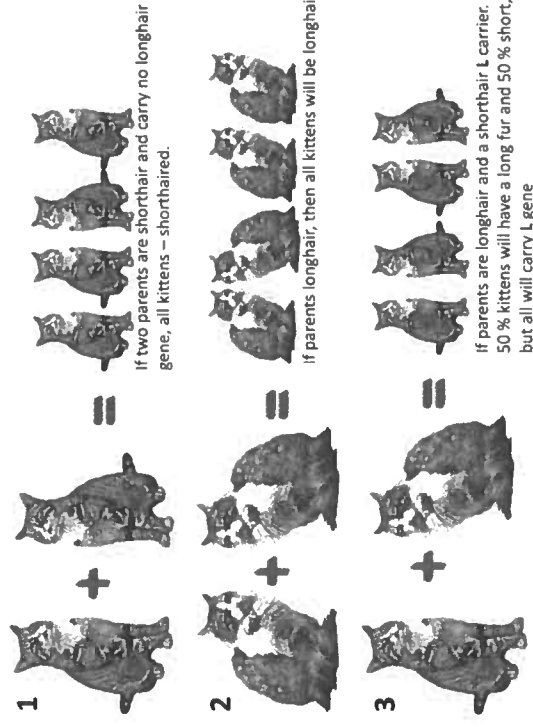 1
If two parents are shorthair and carry no longhair
gene, all kittens – shorthaired.
2
If parents longhair, then all kittens will be longhai
3
If parents are longhair and a shorthair L carrier.
50 % kittens will have a long fur and 50 % short,
but all will carry L gene